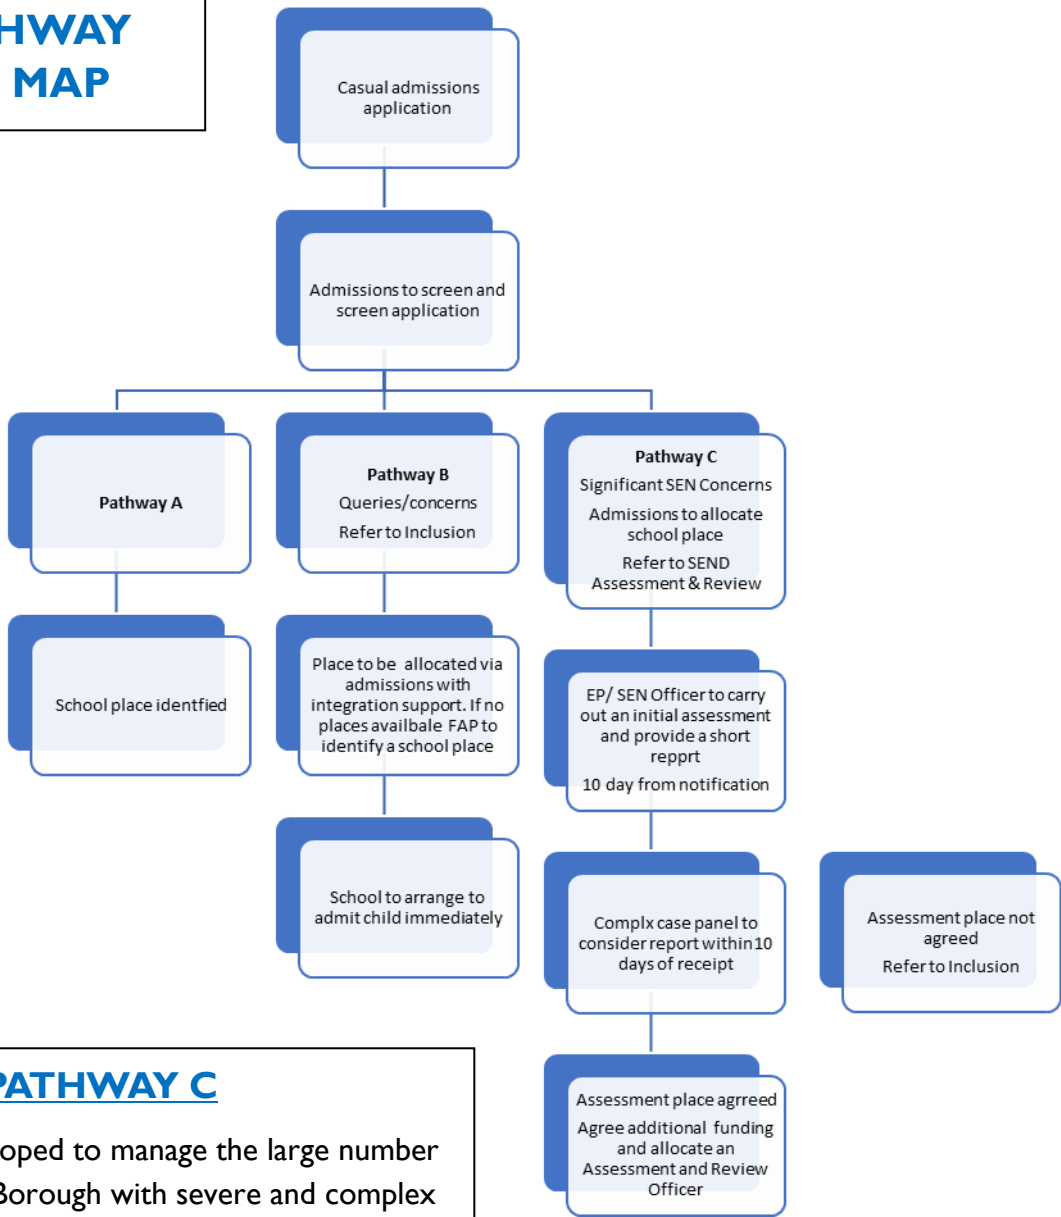 HWAY
MAP
Casual admissions
application
Admissions to screen and
screen application
Pathway A
School place identfied
Pathway B
Queries/concerns
Refer to Inclusion
Place to be allocated via
admissions with
integration support. If no
places availbale FAP to
identify a school place
School to arrange to
admit child immediately
Pathway C
Significant SEN Concerns
Admissions to allocate
school place
Refer to SEND
Assessment & Review
EP/ SEN Officer to carry
out an initial assessment
and provide a short
repprt
10 day from notification
Complx case panel to
consider report within 10
days of receipt
Assessment place not
agreed
Refer to Inclusion
Assessment place agrreed
Agree additional funding
and allocate an
Assessment and Review
Officer
PATHWAY C
oped to manage the large number
Borough with severe and complex